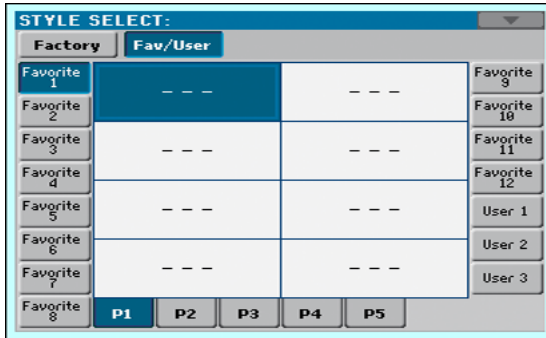 STYLE SELECT:
Factory Fav/User
Favorite 1
Favorite 2
Favorite 3
Favorite 4
Favorite 5
Favorite 6
Favorite 7
Favorite 8
--- ---
--- ---
--- ---
--- ---
Favorite 9
Favorite 10
Favorite 11
Favorite 12
User 1
User 2
User 3
P1 P2 P3 P4 P5